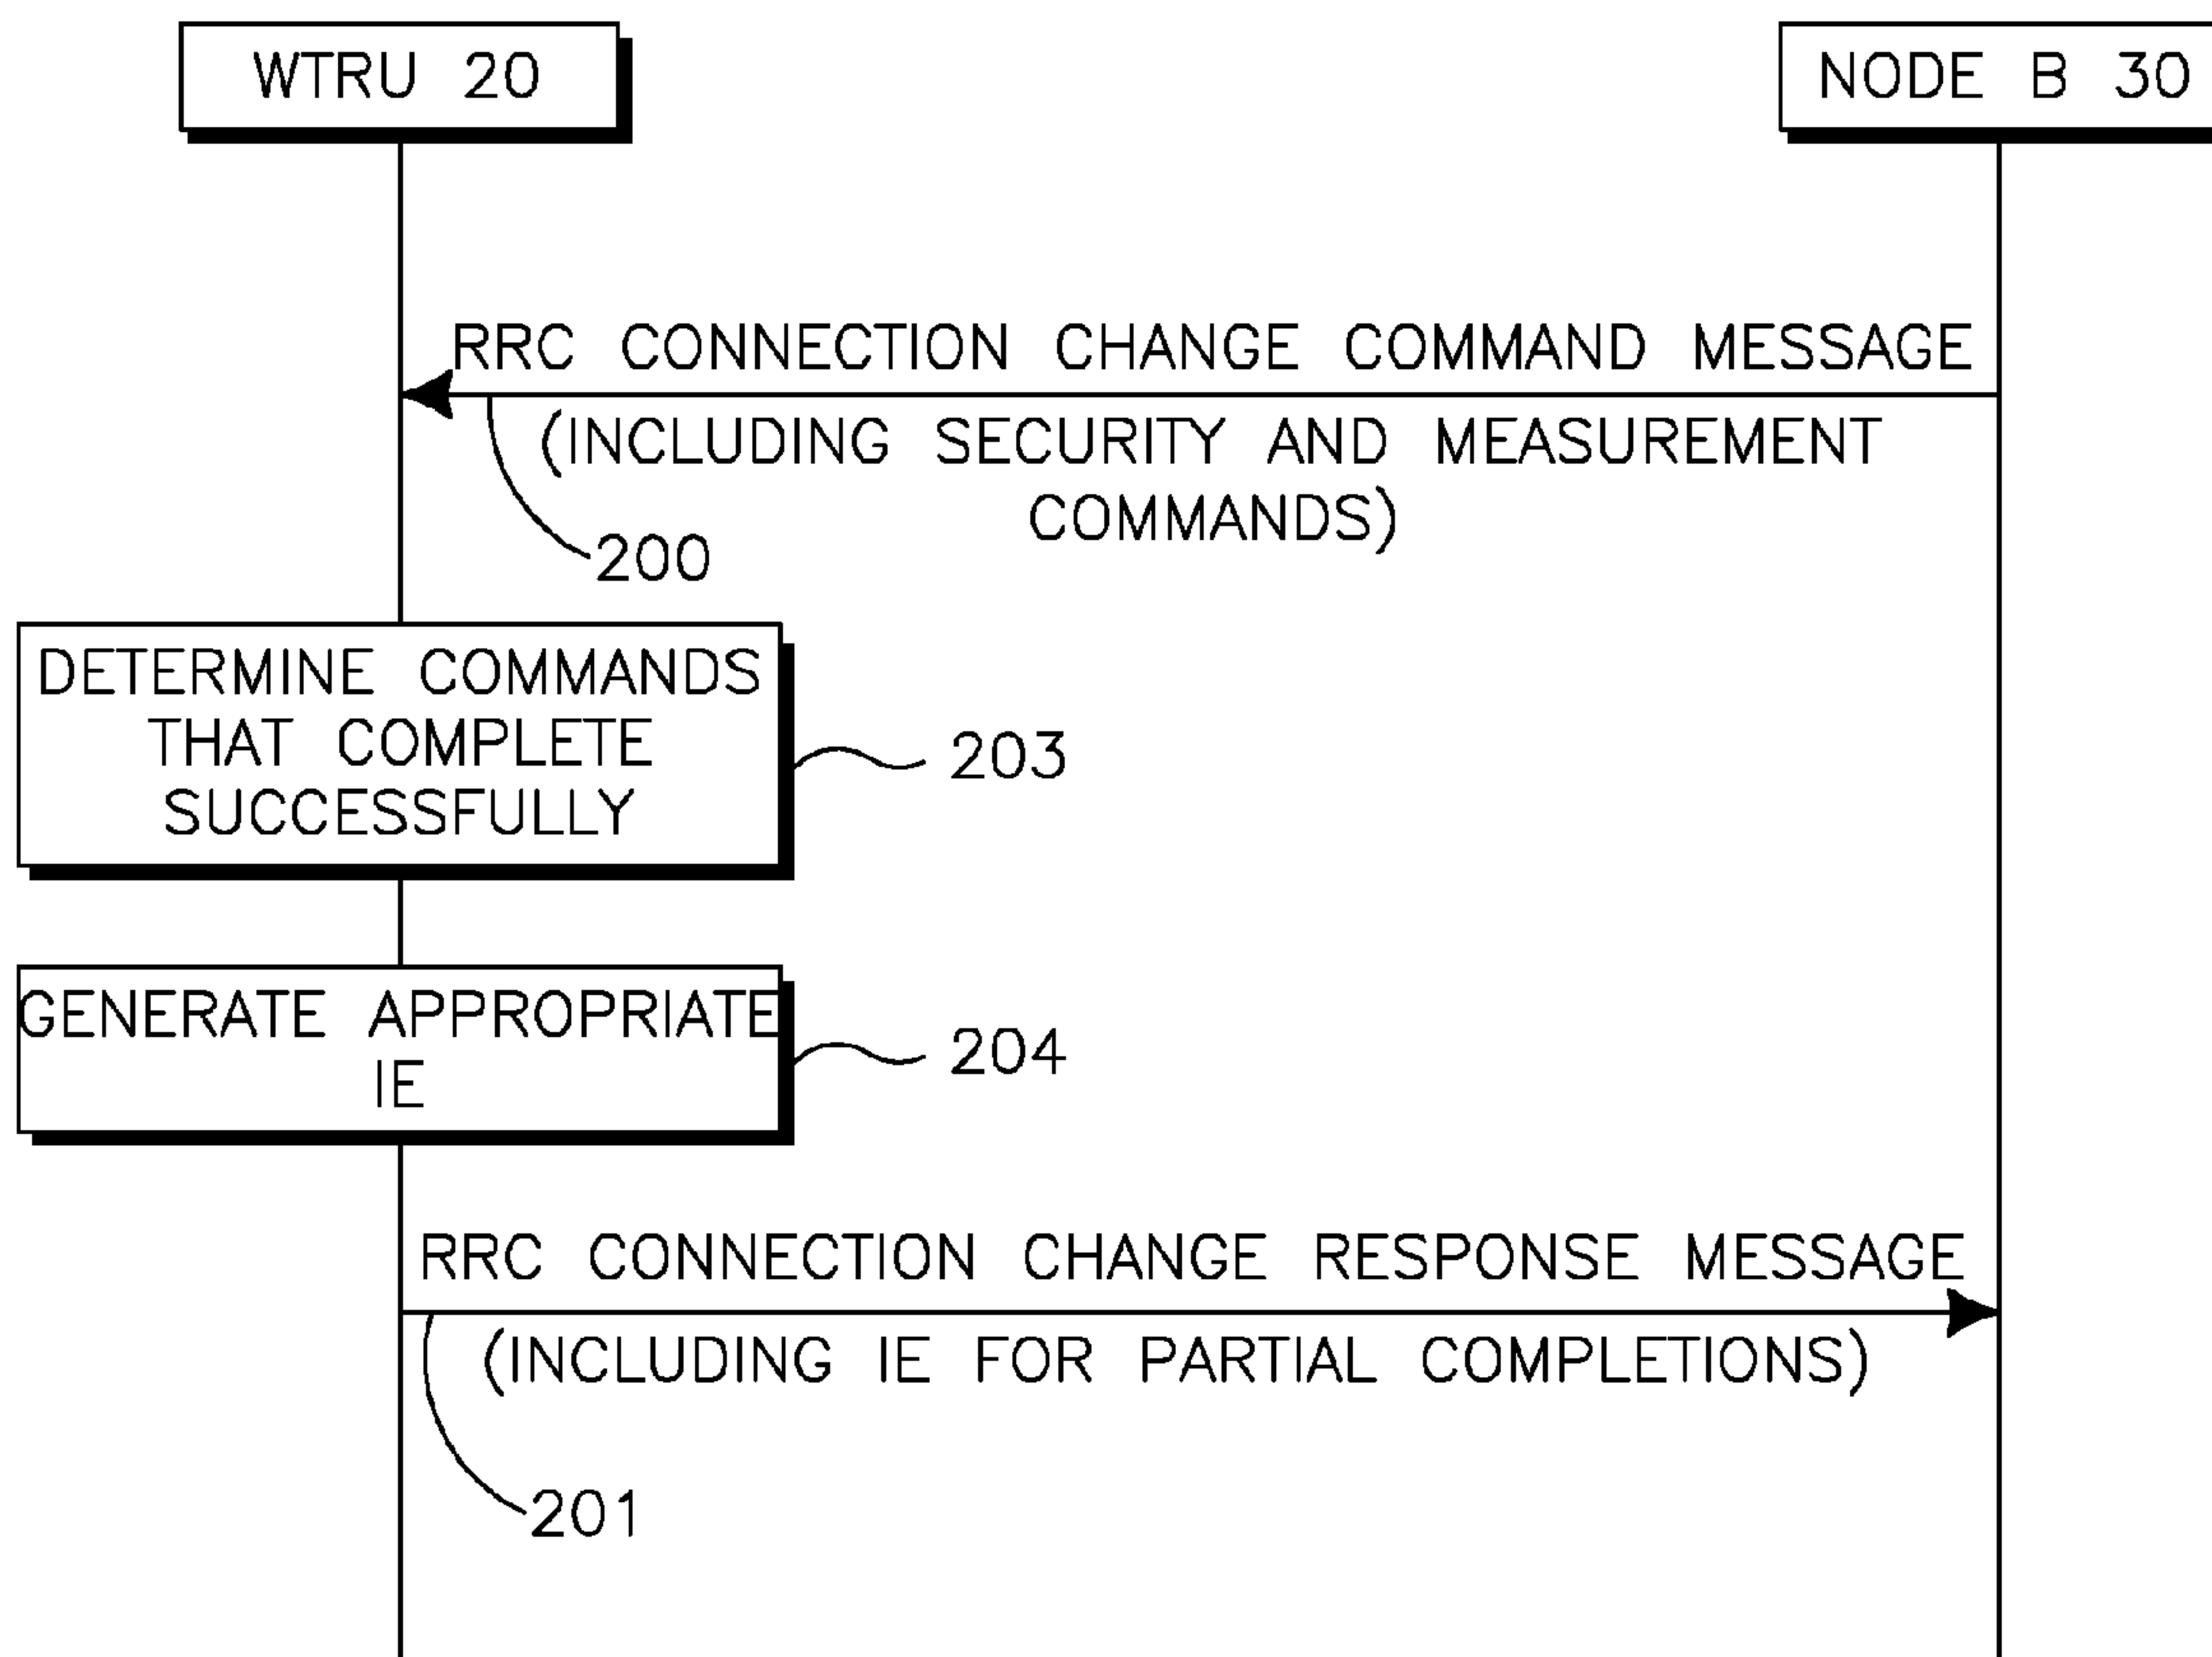 WTRU 20
NODE B 30
RRC CONNECTION CHANGE COMMAND MESSAGE
(INCLUDING SECURITY AND MEASUREMENT
COMMANDS)
200
DETERMINE COMMANDS
THAT COMPLETE
SUCCESSFULLY
203
GENERATE APPROPRIATE
IE
204
RRC CONNECTION CHANGE RESPONSE MESSAGE
(INCLUDING IE FOR PARTIAL COMPLETIONS)
201